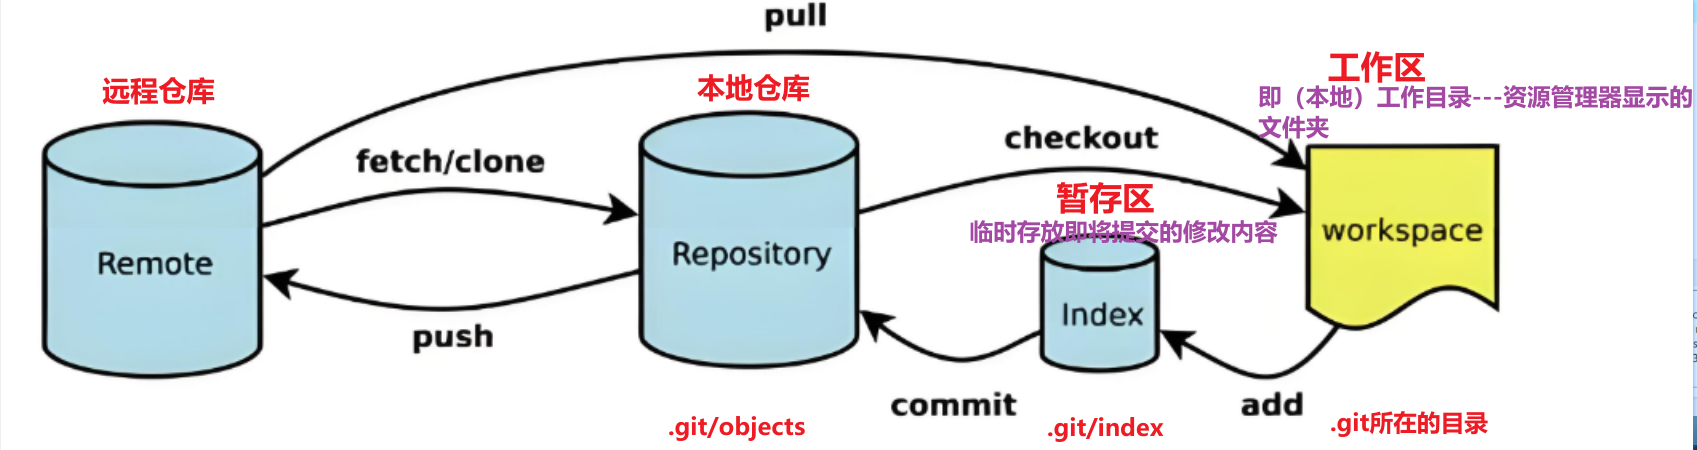 pull
远程仓库
本地仓库
工作区
即（本地）工作目录---资源管理器显示的
文件夹
fetch/clone
checkout
暂存区
临时存放即将提交的修改内容
Remote
Repository
workspace
Index
push
commit
add
.git/objects
.git/index
.git所在的目录